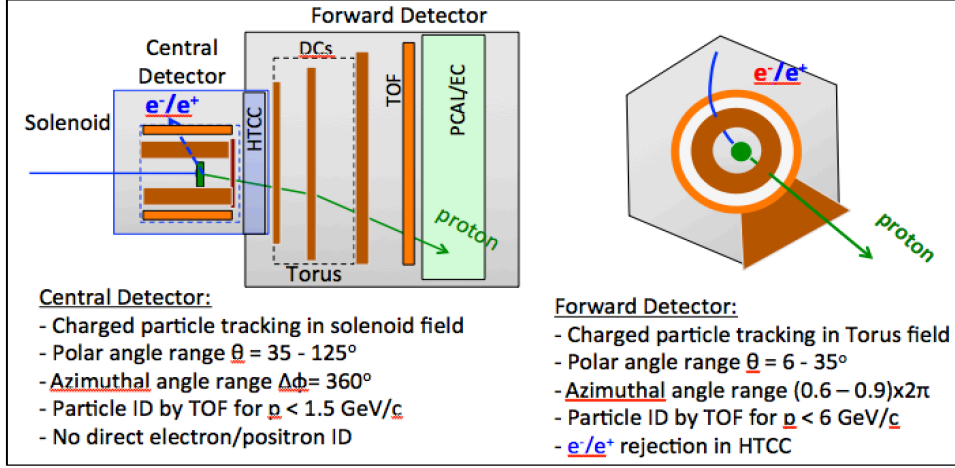 Forward Detector
Central
Detector
DCs
e⁻/e⁺
Solenoid
HTCC
TOF
PCAL/EC
proton
Torus
e⁻/e⁺
proton
Central Detector:
- Charged particle tracking in solenoid field
- Polar angle range θ = 35 - 125°
- Azimuthal angle range Δϕ= 360°
- Particle ID by TOF for p < 1.5 GeV/c
- No direct electron/positron ID
Forward Detector:
- Charged particle tracking in Torus field
- Polar angle range θ = 6 - 35°
- Azimuthal angle range (0.6 – 0.9)x2π
- Particle ID by TOF for p < 6 GeV/c
- e⁻/e⁺ rejection in HTCC